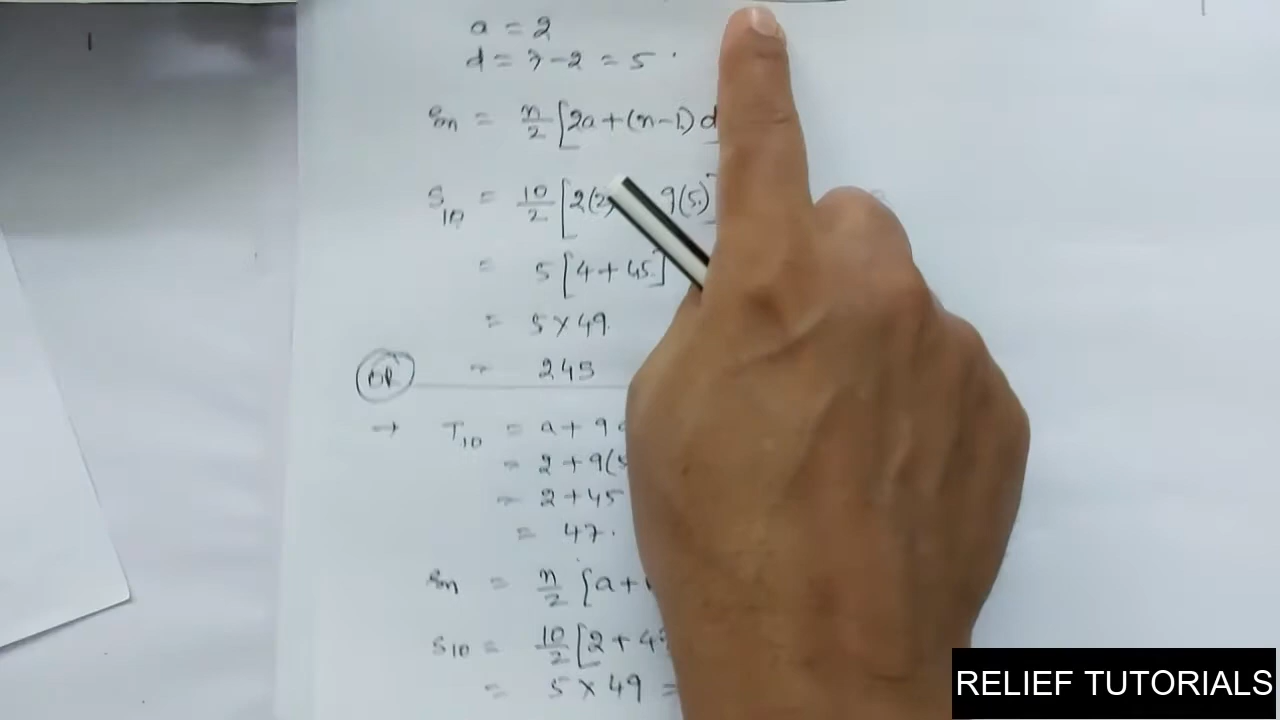 a = 2
d = 7 - 2 = 5
Sn = n/2 [2a + (n-1) d
S10 = 10/2 [2(2) 9(5)]
= 5 [4 + 45]
= 5 × 49
OR = 245
→ T10 = a + 9
= 2 + 9(5
= 2 + 45
= 47.
Sn = n/2 [a +
S10 = 10/2 [2 + 4
= 5 × 49 =
RELIEF TUTORIALS